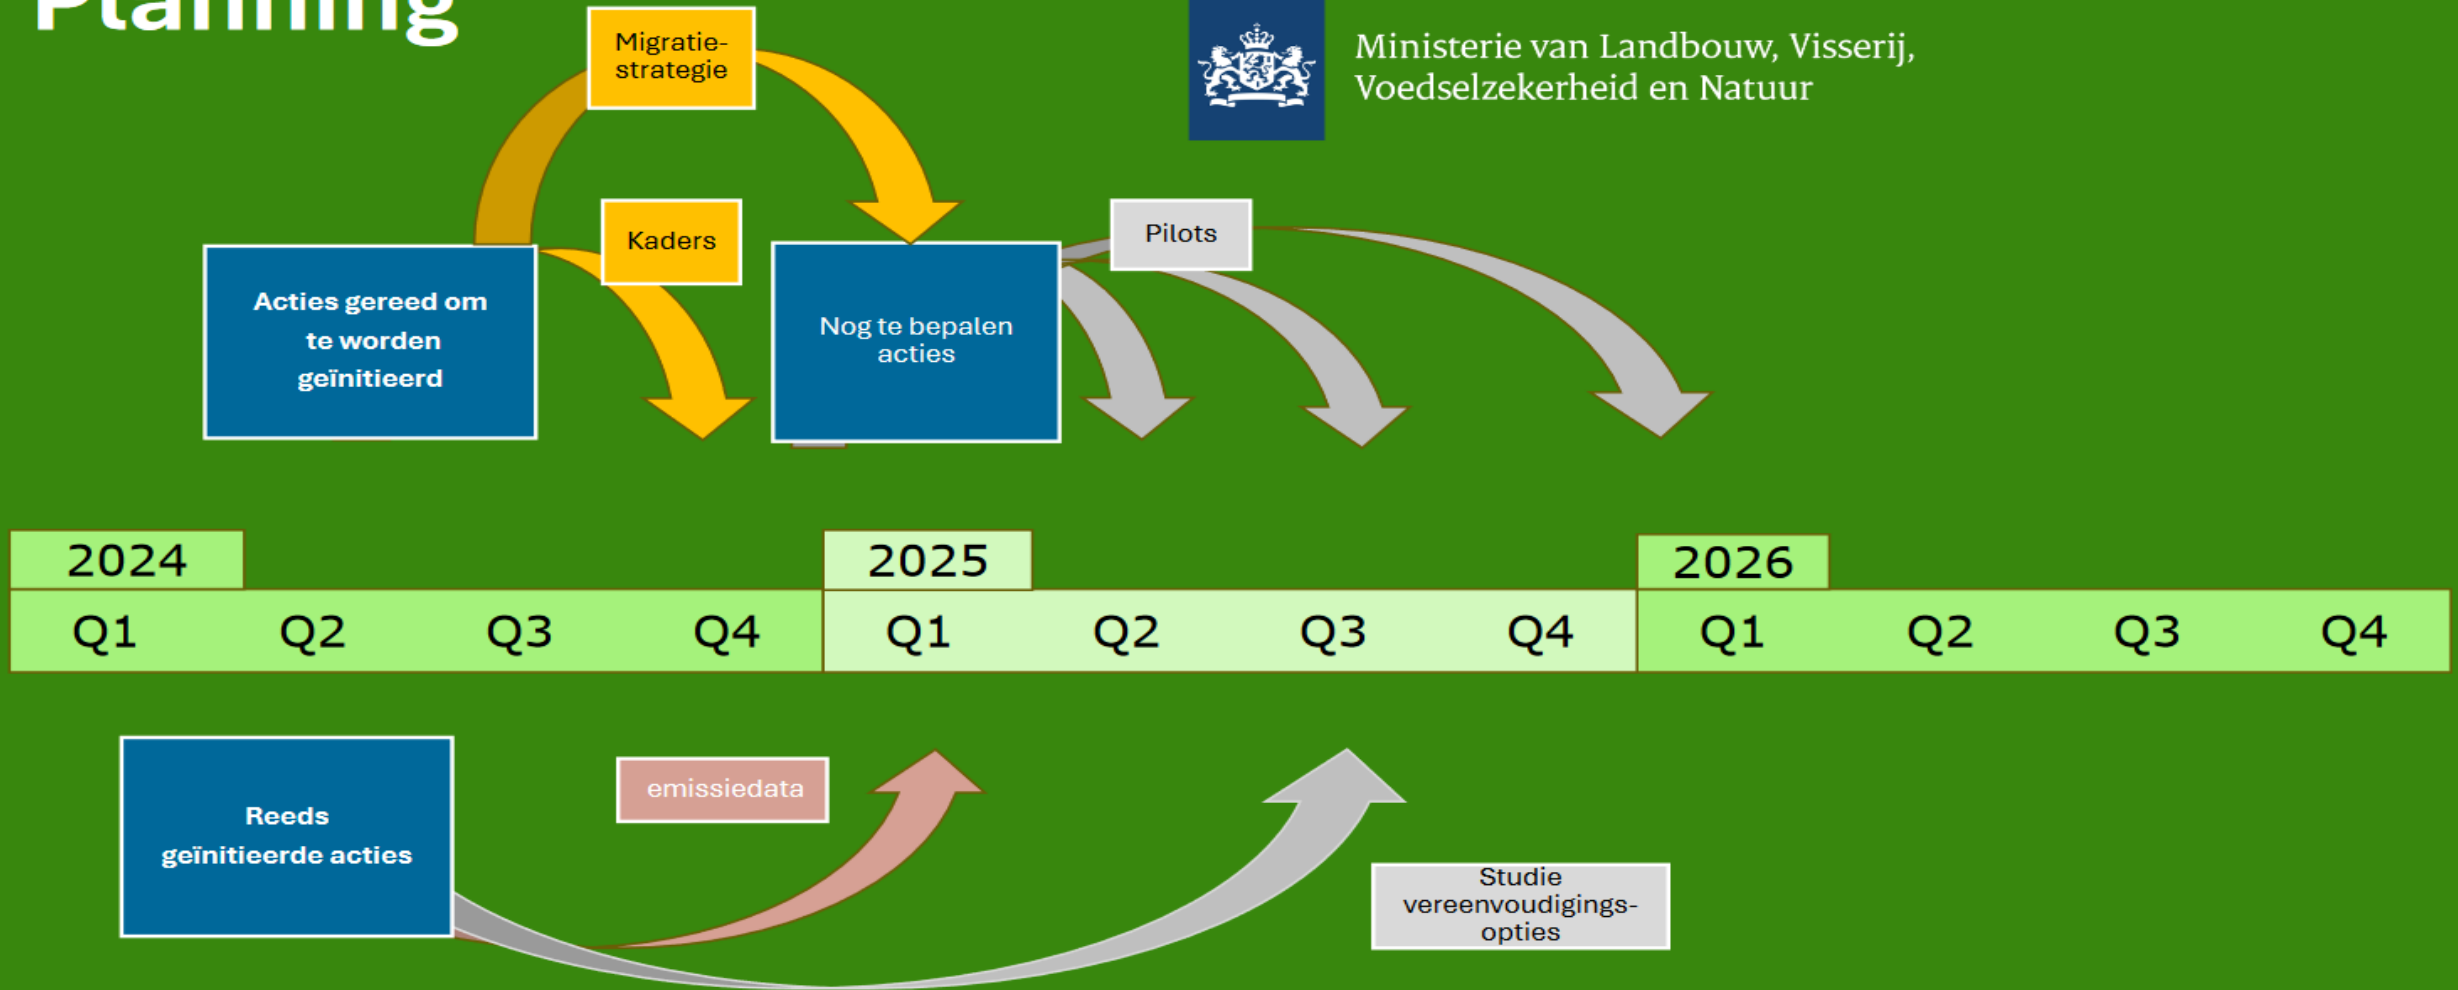 Planning
Ministerie van Landbouw, Visserij,
Voedselzekerheid en Natuur
Migratie-
strategie
Kaders
Pilots
Acties gereed om
te worden
geïnitieerd
Nog te bepalen
acties
2024
2025
2026
Q1 Q2 Q3 Q4 Q1 Q2 Q3 Q4 Q1 Q2 Q3 Q4
Reeds
geïnitieerde acties
emissiedata
Studie
vereenvoudigings-
opties